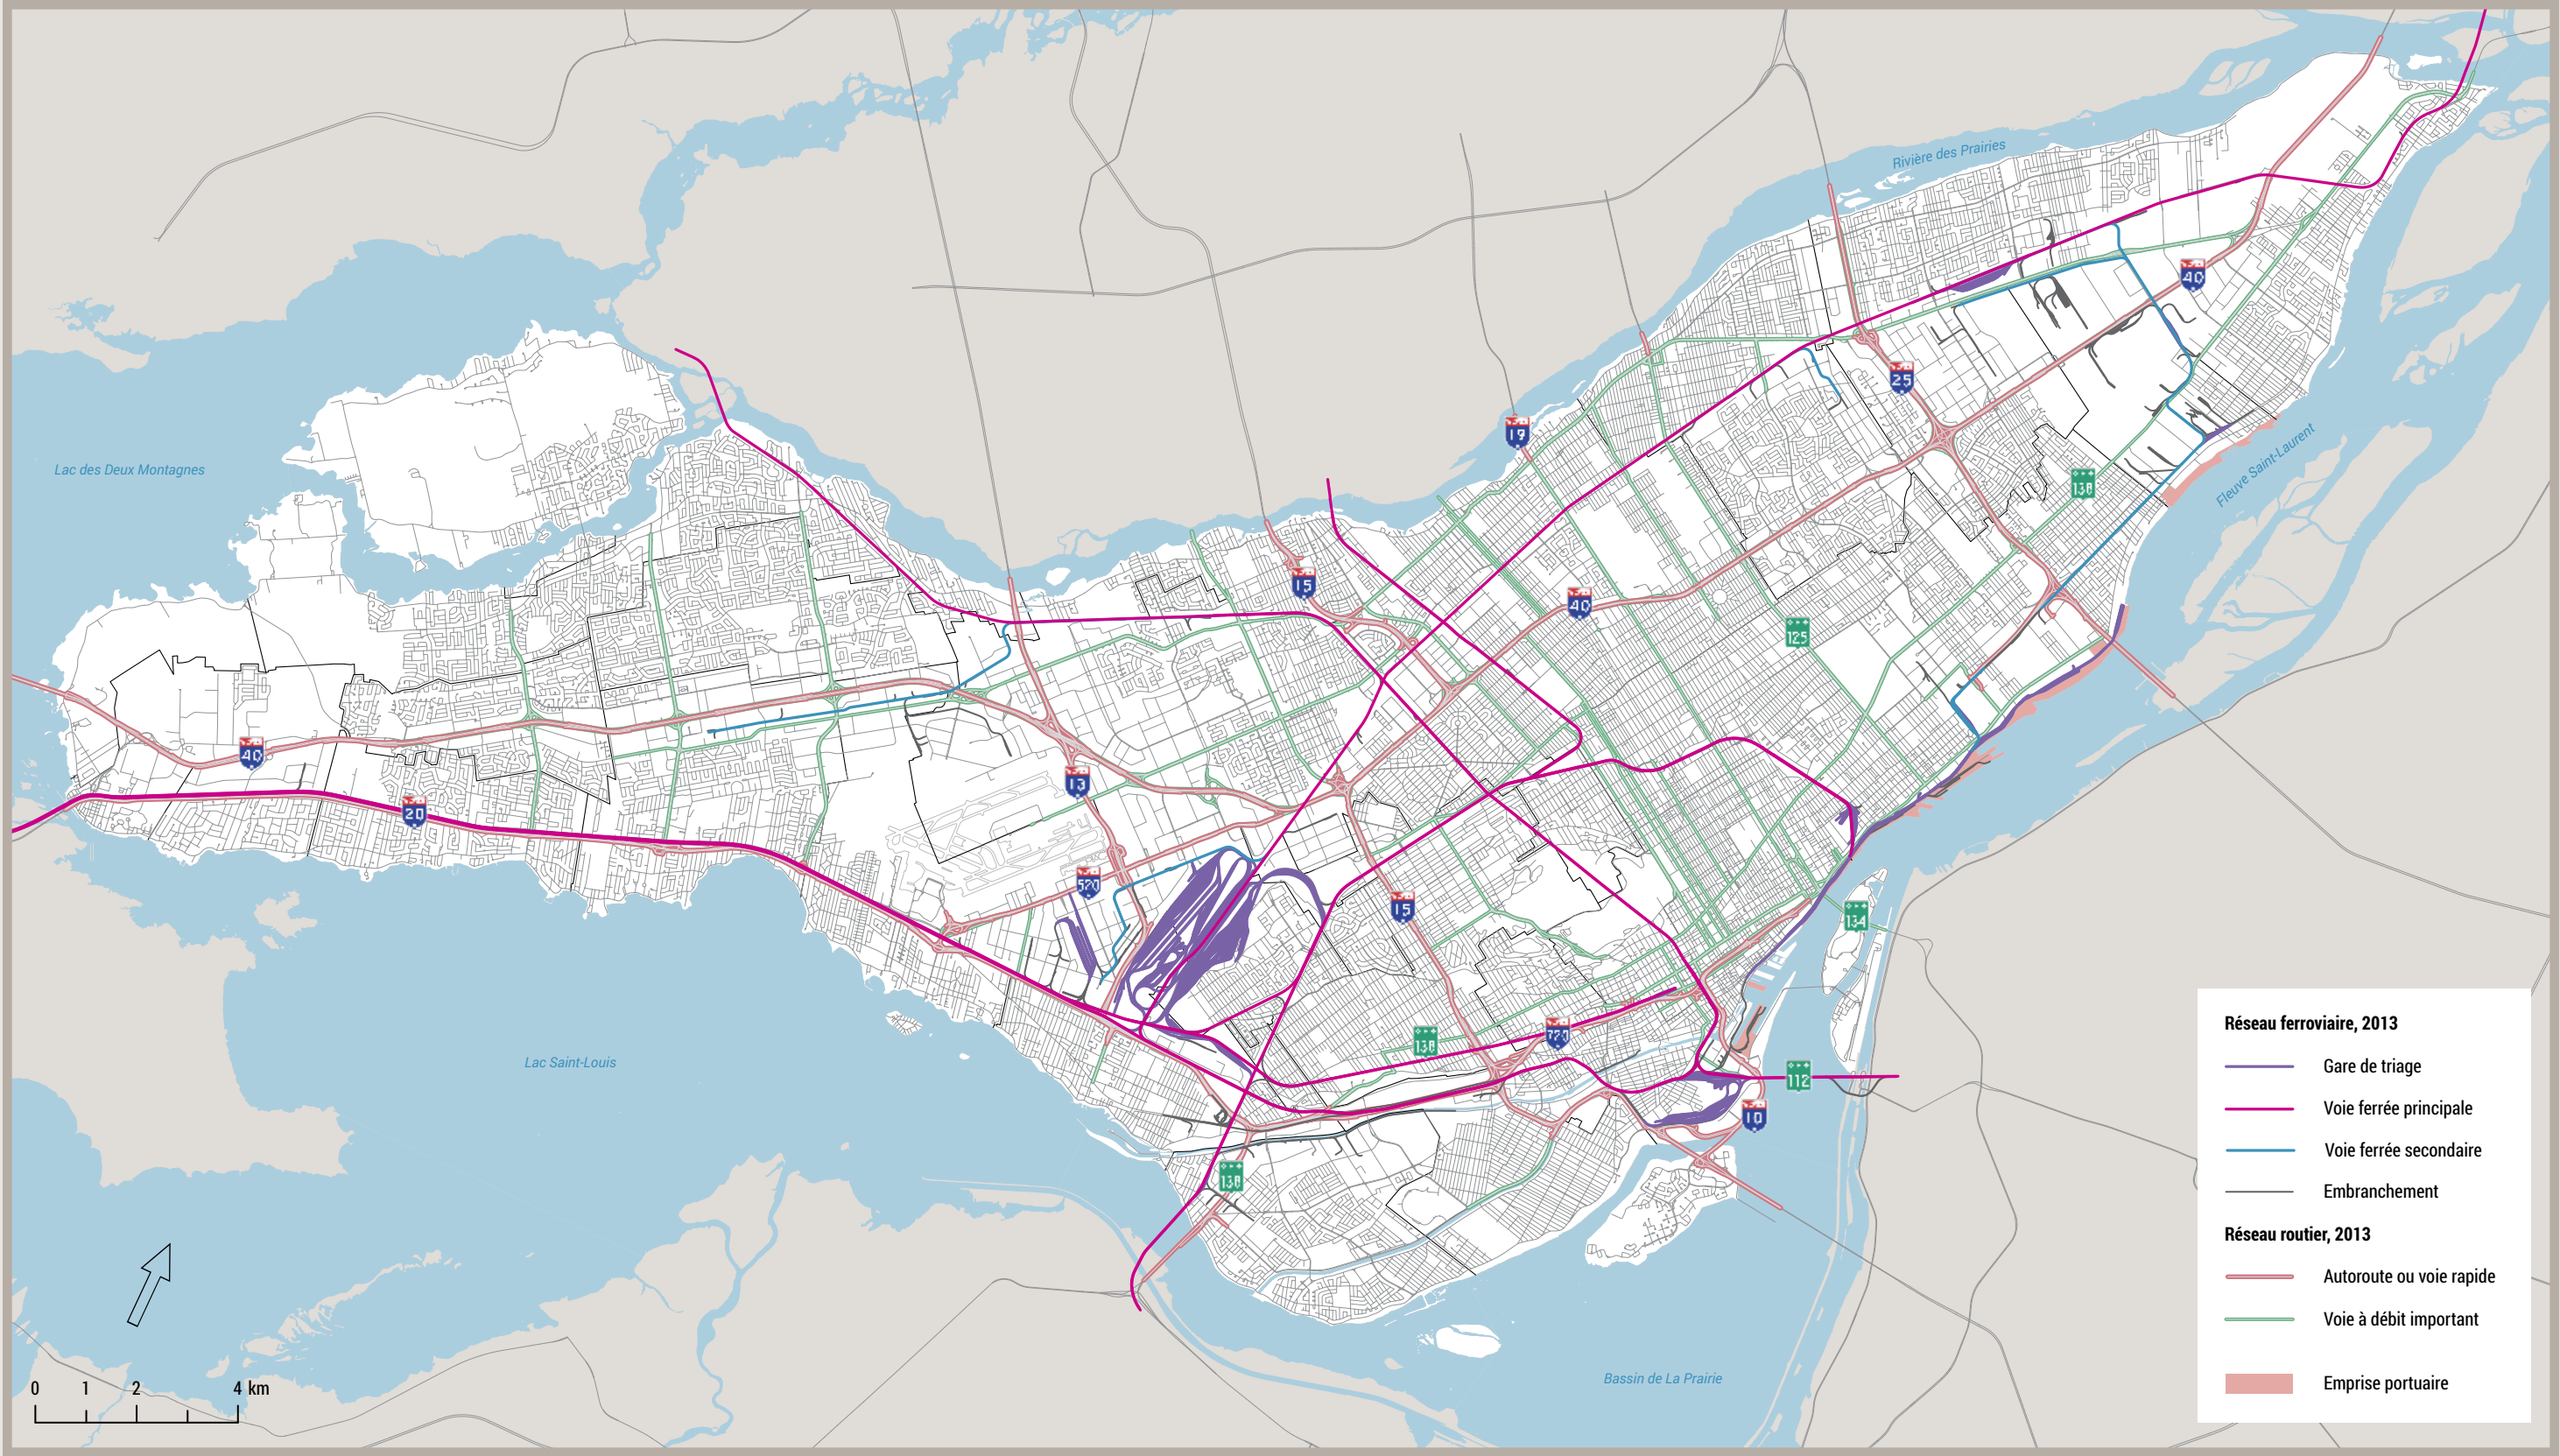 Rivière des Prairies
40
25
19
Lac des Deux Montagnes
138
Fleuve Saint-Laurent
15
40
125
40
13
20
520
15
134
Réseau ferroviaire, 2013
138
720
Lac Saint-Louis
Gare de triage
112
Voie ferrée principale
10
Voie ferrée secondaire
138
Embranchement
Réseau routier, 2013
Autoroute ou voie rapide
Voie à débit important
Bassin de La Prairie
Emprise portuaire
0 1 2 4 km